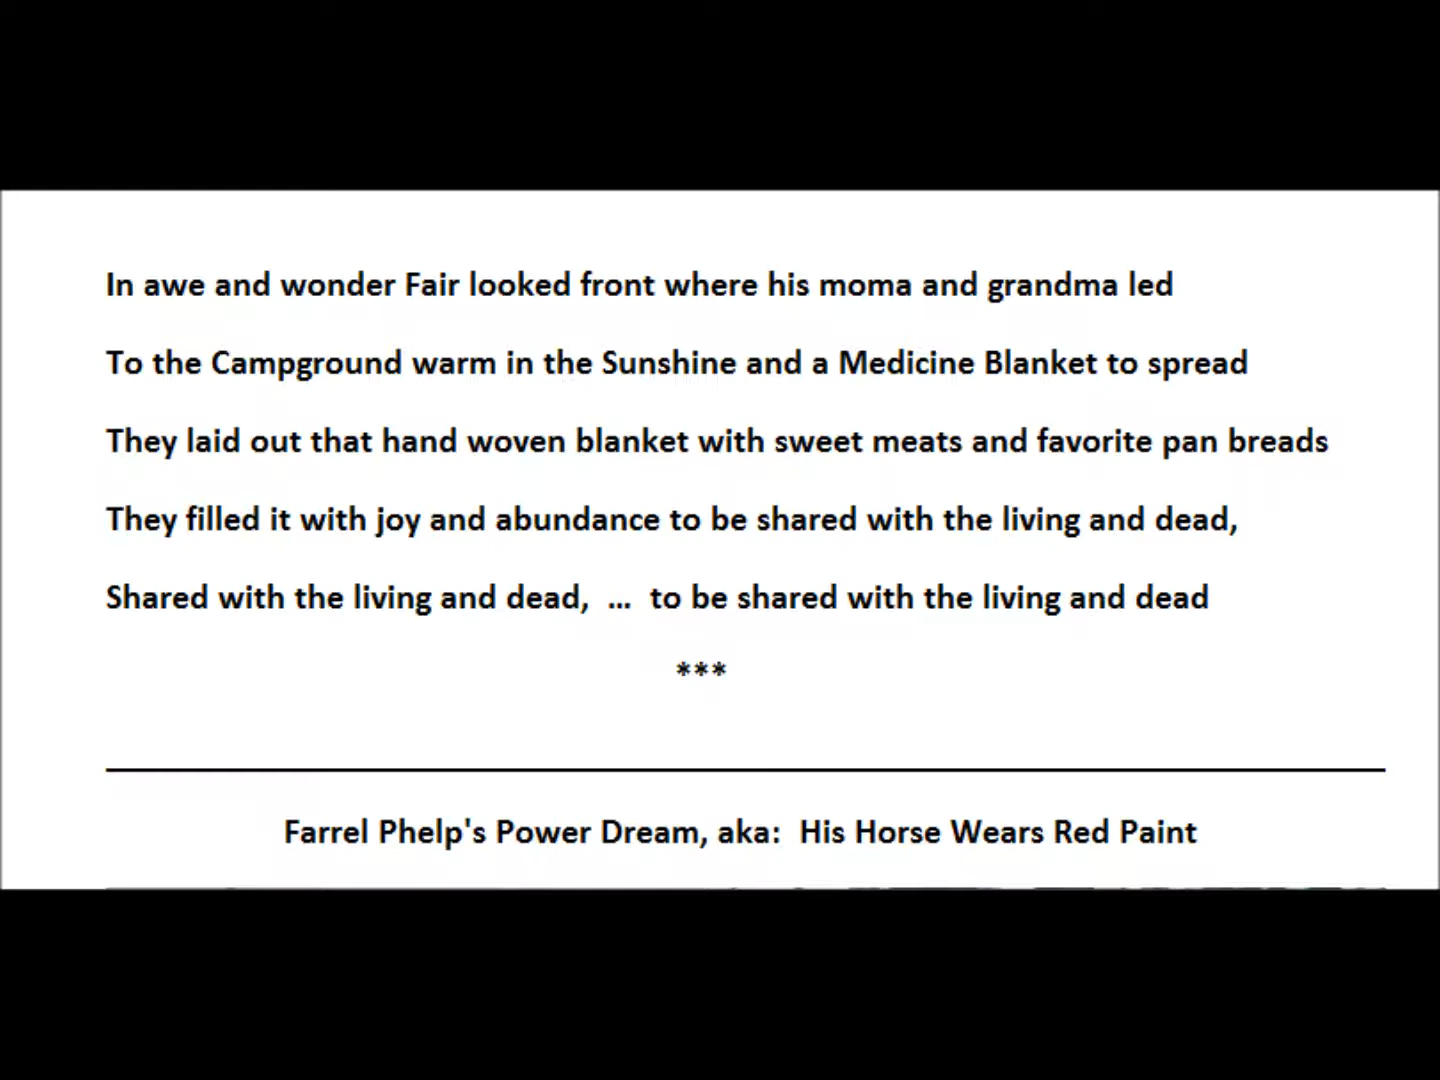 In awe and wonder Fair looked front where his moma and grandma led
To the Campground warm in the Sunshine and a Medicine Blanket to spread
They laid out that hand woven blanket with sweet meats and favorite pan breads
They filled it with joy and abundance to be shared with the living and dead,
Shared with the living and dead,  ...  to be shared with the living and dead
***
Farrel Phelp's Power Dream, aka:  His Horse Wears Red Paint